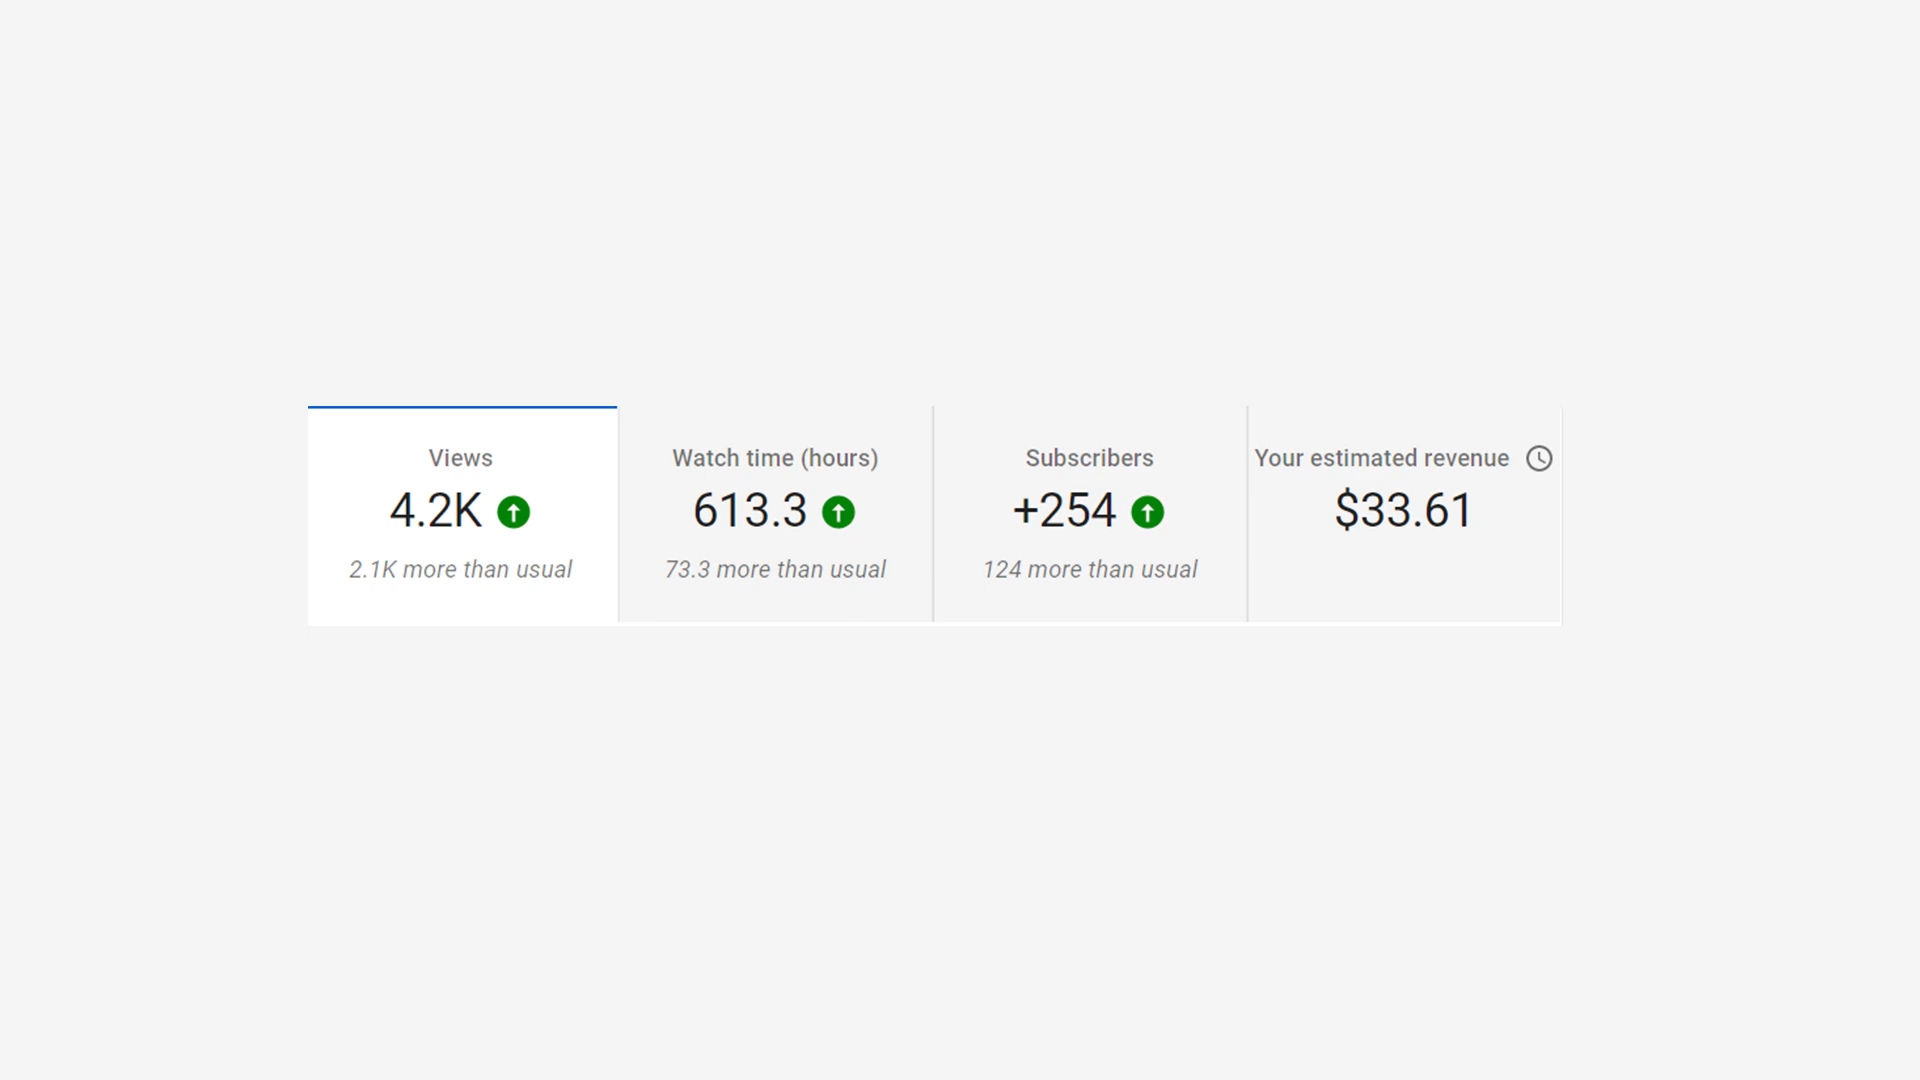 Views
4.2K
2.1K more than usual
Watch time (hours)
613.3
73.3 more than usual
Subscribers
+254
124 more than usual
Your estimated revenue
$33.61